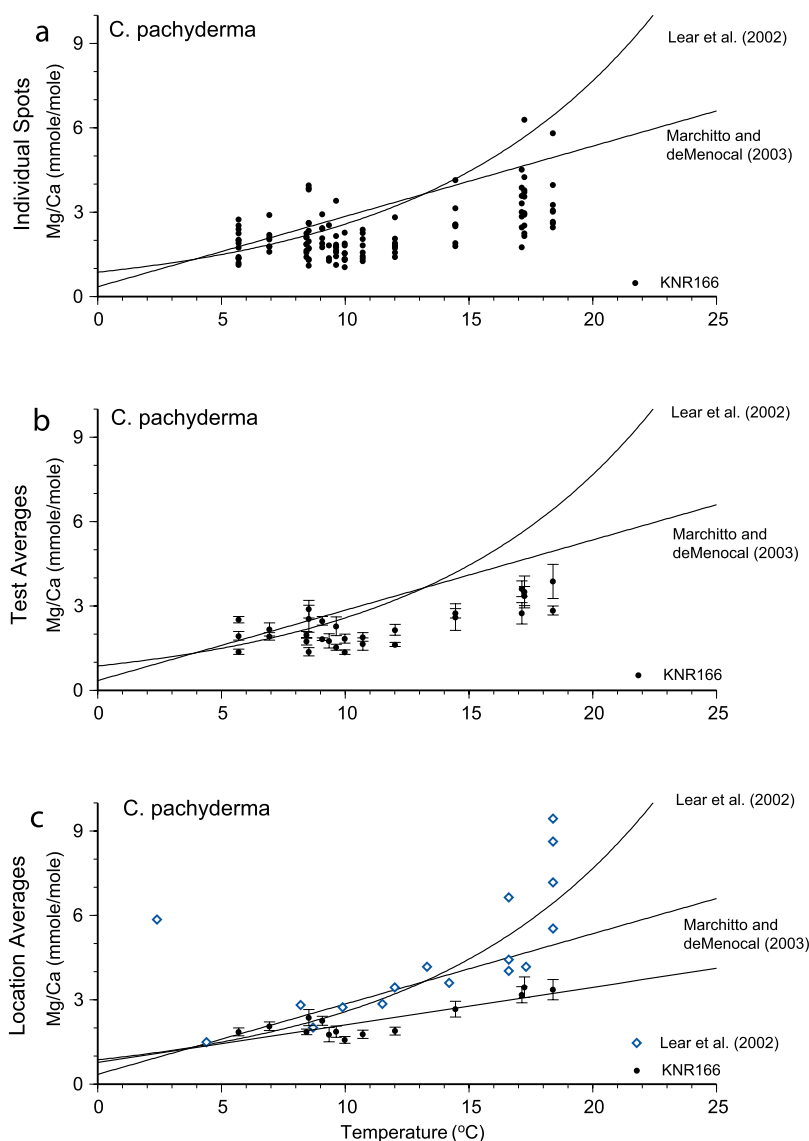 a
C. pachyderma
Lear et al. (2002)
Marchitto and
deMenocal (2003)
KNR166
Individual Spots
Mg/Ca (mmole/mole)
9
6
3
0
0 5 10 15 20 25
b
C. pachyderma
Lear et al. (2002)
Marchitto and
deMenocal (2003)
KNR166
Test Averages
Mg/Ca (mmole/mole)
9
6
3
0
0 5 10 15 20 25
c
C. pachyderma
Lear et al. (2002)
Marchitto and
deMenocal (2003)
Lear et al. (2002)
KNR166
Location Averages
Mg/Ca (mmole/mole)
9
6
3
0
0 5 10 15 20 25
Temperature (ºC)